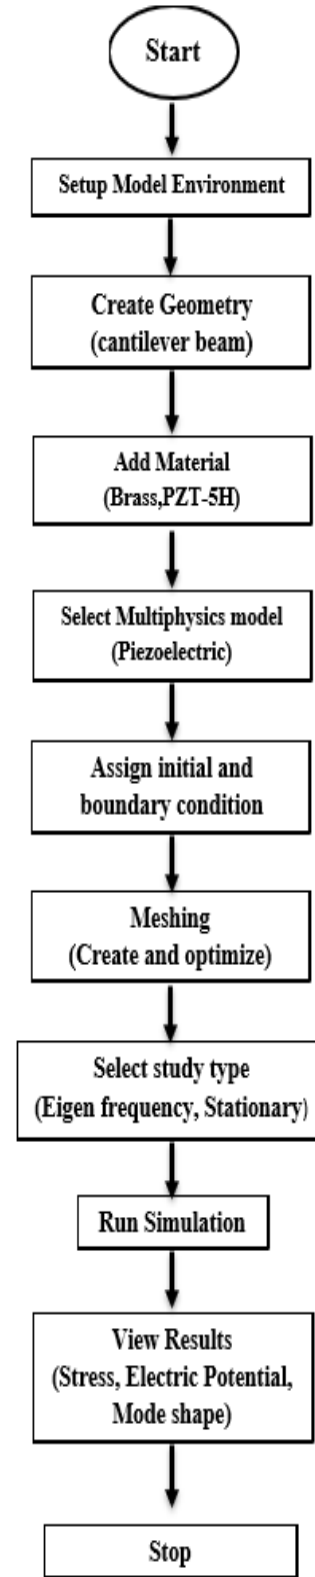 Start
Setup Model Environment
Create Geometry
(cantilever beam)
Add Material
(Brass,PZT-5H)
Select Multiphysics model
(Piezoelectric)
Assign initial and
boundary condition
Meshing
(Create and optimize)
Select study type
(Eigen frequency, Stationary)
Run Simulation
View Results
(Stress, Electric Potential,
Mode shape)
Stop